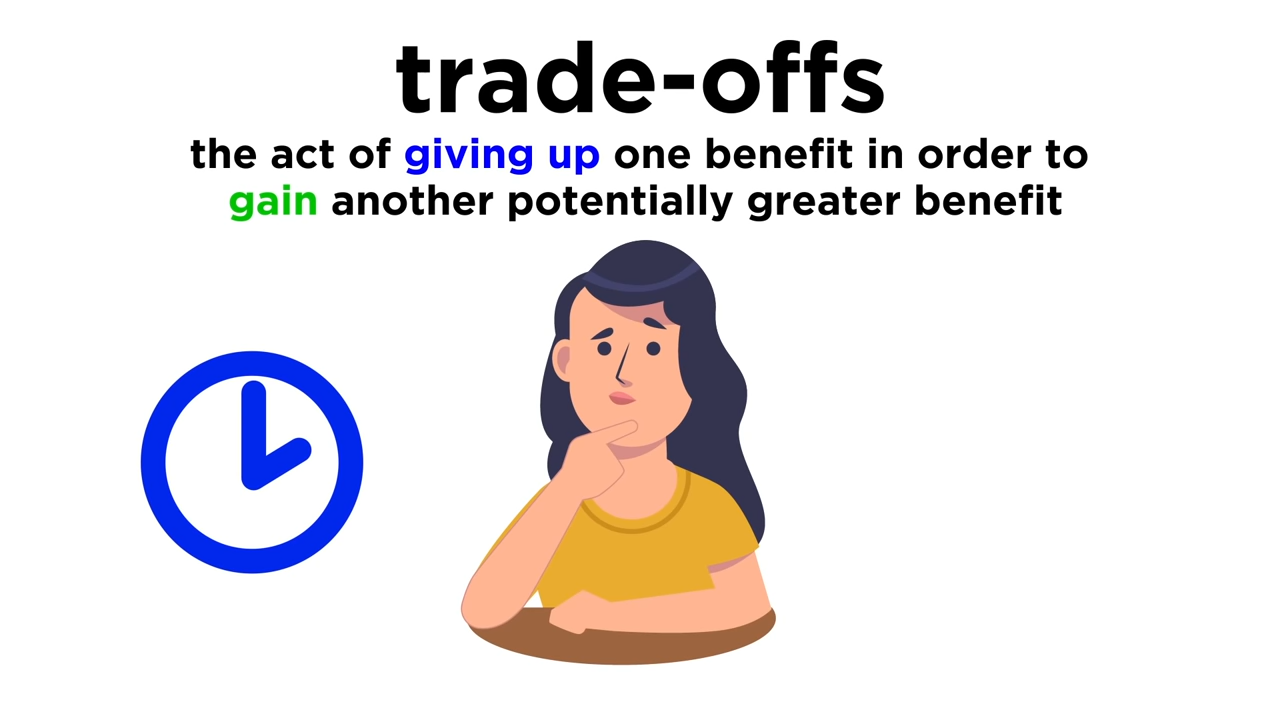 trade-offs
the act of giving up one benefit in order to
gain another potentially greater benefit